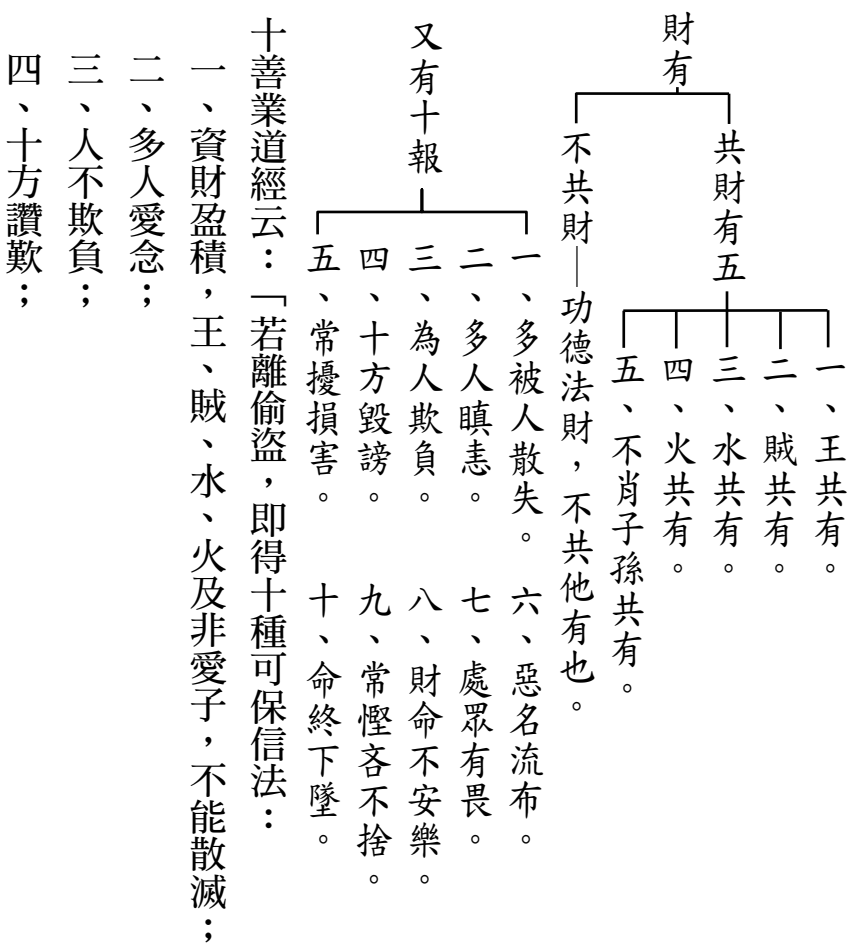 財有
共財有五
一、王共有。
二、賊共有。
三、水共有。
四、火共有。
五、不肖子孫共有。
不共財—功德法財，不共他有也。
又有十報
一、多被人散失。
二、多人瞋恚。
三、為人欺負。
四、十方毀謗。
五、常擾損害。
六、惡名流布。
七、處眾有畏。
八、財命不安樂。
九、常慳吝不捨。
十、命終下墜。
十善業道經云：「若離偷盜，即得十種可保信法：
一、資財盈積，王、賊、水、火及非愛子，不能散滅；
二、多人愛念；
三、人不欺負；
四、十方讚歎；